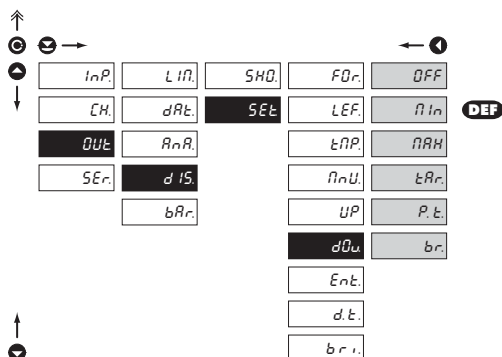 InP. LIM. SHO. FOr. OFF
CH. dAt. SEt LEF. MIn DEF
OUt AnA. tMP. MAX
SEr. dIS. MnU. tAr.
bAr. UP P. t.
dOu. br.
Ent.
d.t.
bri.